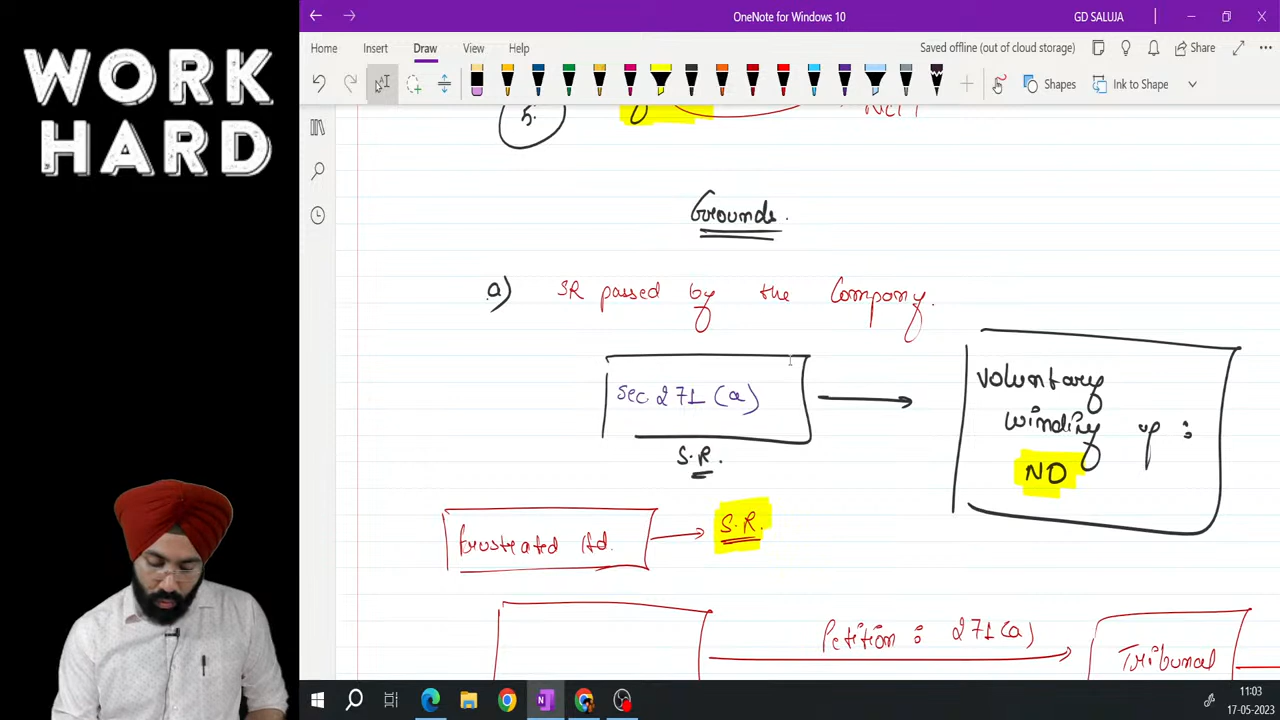 WORK
HARD
OneNote for Windows 10
GD SALUJA
Home Insert Draw View Help
Saved offline (out of cloud storage)
Share
Shapes
Ink to Shape
5.
NCLT
Grounds.
a) SR passed by the Company.
Sec 271 (a)
S.R.
Voluntary
winding up :
NO
frustrated ltd.
S.R.
Petition : 271(a)
Tribunal
11:03
17-05-2023